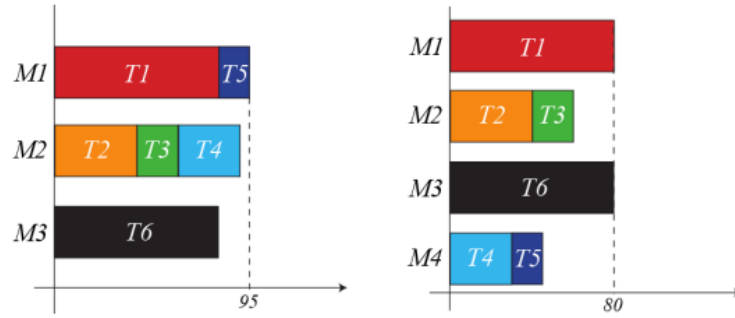 M1 T1 T5
M2 T2 T3 T4
M3 T6
95
M1 T1
M2 T2 T3
M3 T6
M4 T4 T5
80